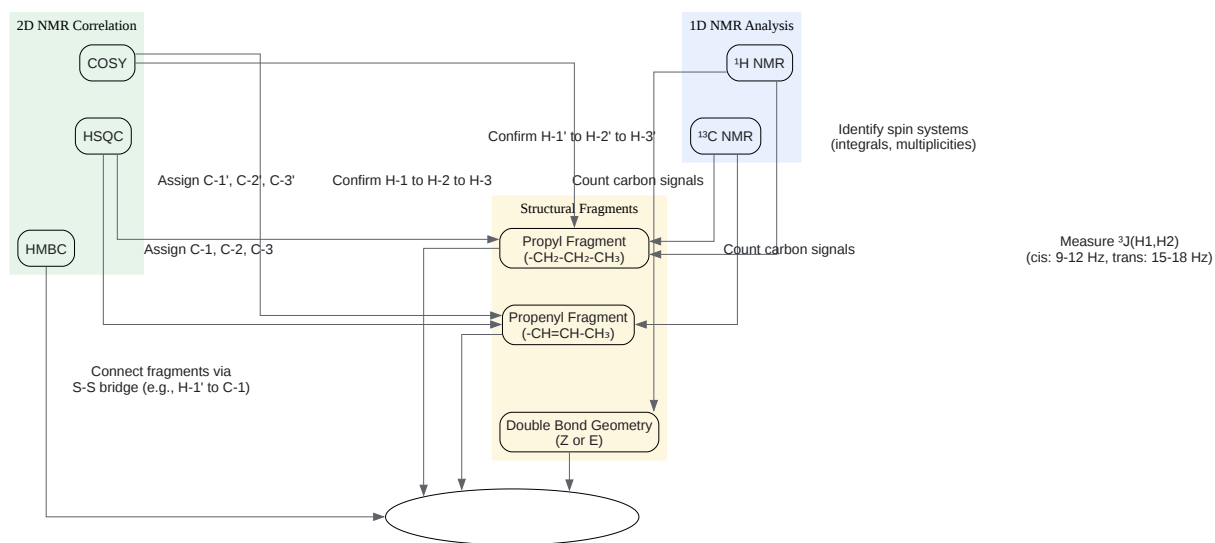 2D NMR Correlation
1D NMR Analysis
COSY
¹H NMR
HSQC
Confirm H-1' to H-2' to H-3'
¹³C NMR
Identify spin systems
(integrals, multiplicities)
Assign C-1', C-2', C-3'
Confirm H-1 to H-2 to H-3
Count carbon signals
Structural Fragments
HMBC
Assign C-1, C-2, C-3
Propyl Fragment
(-CH₂-CH₂-CH₃)
Count carbon signals
Measure ³J(H1,H2)
(cis: 9-12 Hz, trans: 15-18 Hz)
Propenyl Fragment
(-CH=CH-CH₃)
Connect fragments via
S-S bridge (e.g., H-1' to C-1)
Double Bond Geometry
(Z or E)